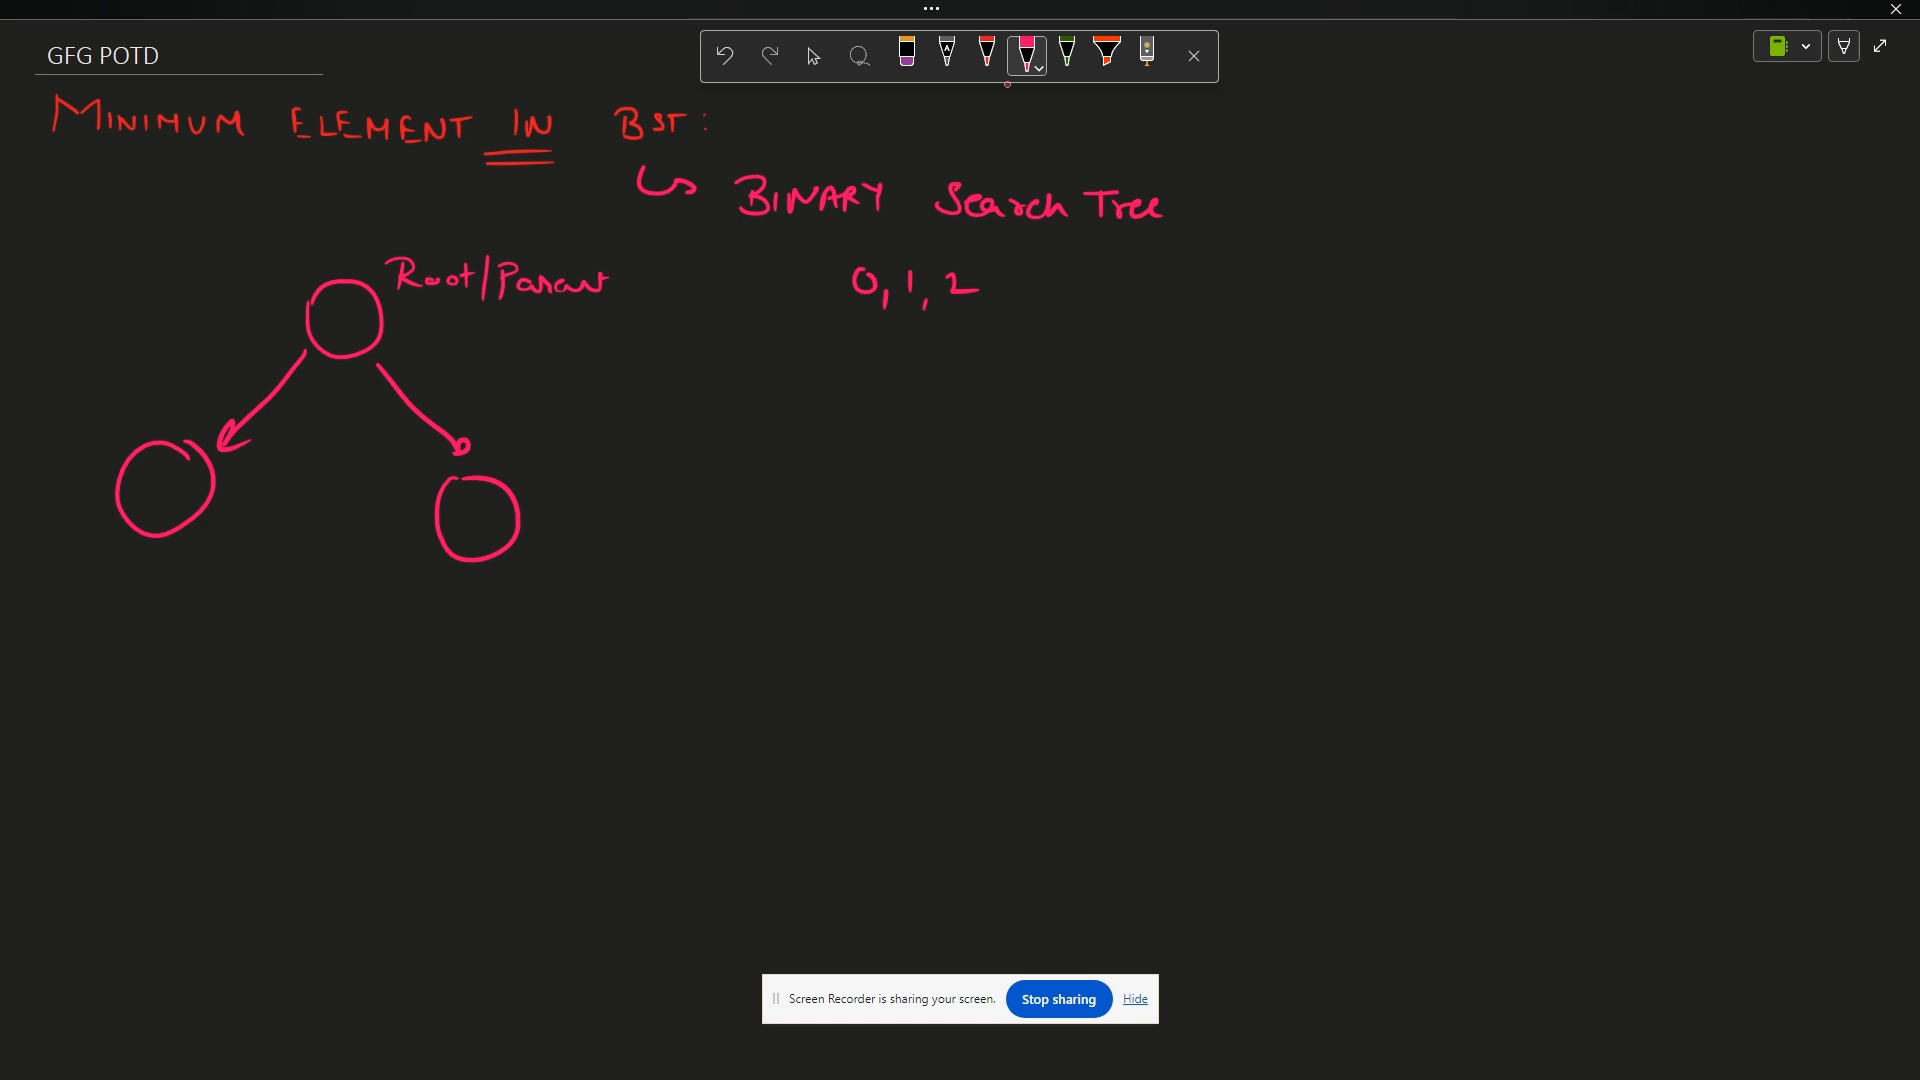 GFG POTD
MINIMUM ELEMENT IN BST:
BINARY Search Tree
Root/Parent
0, 1, 2
Screen Recorder is sharing your screen. Stop sharing Hide